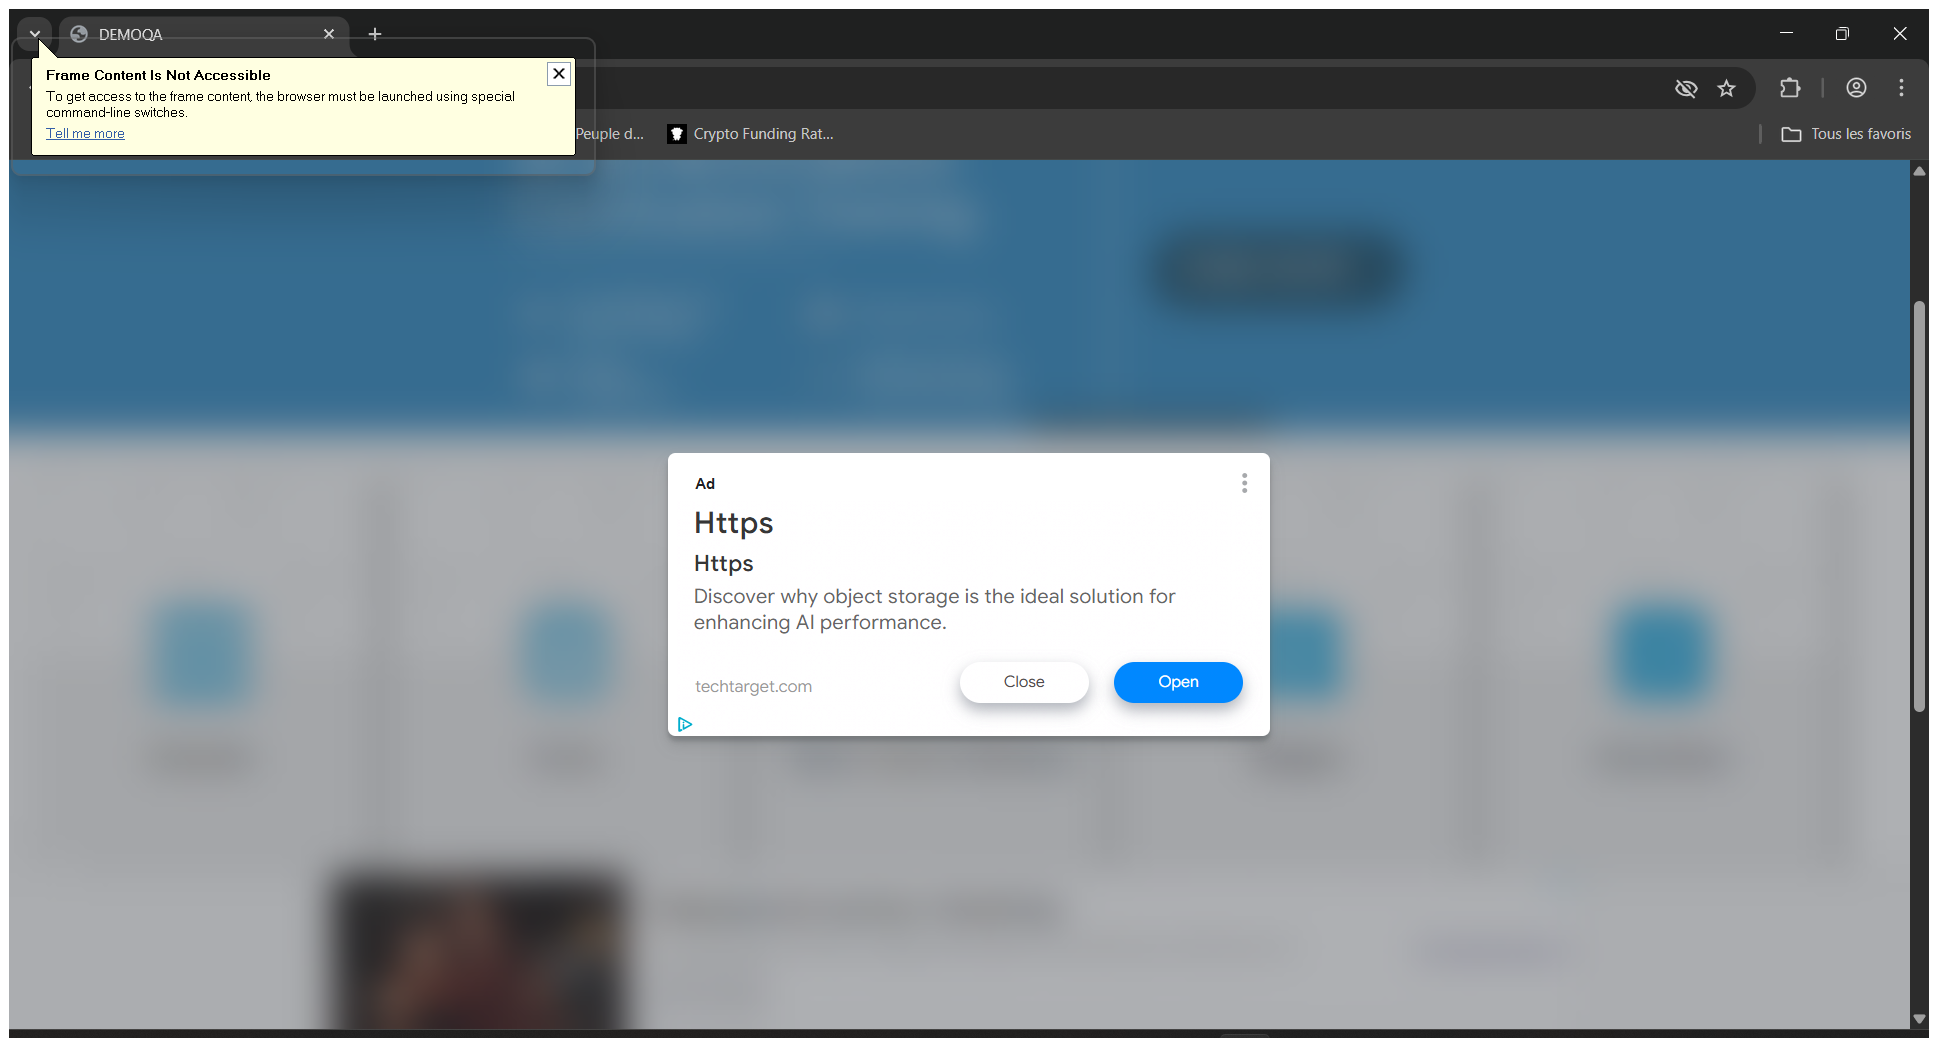 DEMOQA
Frame Content Is Not Accessible
To get access to the frame content, the browser must be launched using special
command-line switches.
Tell me more
Peuple d...
Crypto Funding Rat...
Tous les favoris
Ad
Https
Https
Discover why object storage is the ideal solution for
enhancing AI performance.
techtarget.com
Close
Open